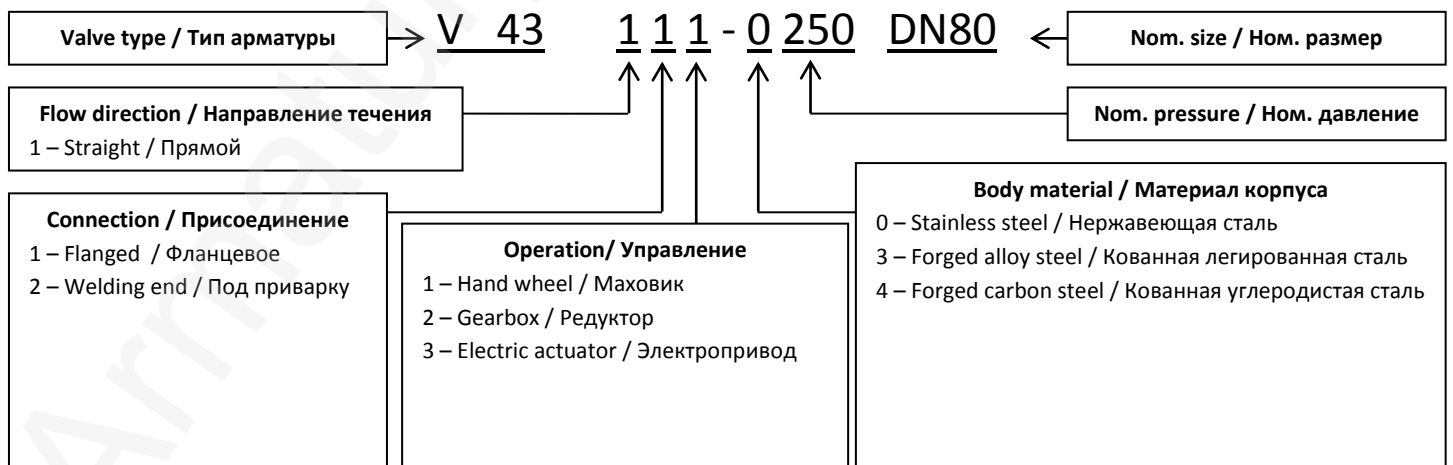 Valve type / Тип арматуры
V 43 1 1 1 - 0 250 DN80
Nom. size / Ном. размер
Flow direction / Направление течения
1 – Straight / Прямой
Nom. pressure / Ном. давление
Connection / Присоединение
1 – Flanged / Фланцевое
2 – Welding end / Под приварку
Operation/ Управление
1 – Hand wheel / Маховик
2 – Gearbox / Редуктор
3 – Electric actuator / Электропривод
Body material / Материал корпуса
0 – Stainless steel / Нержавеющая сталь
3 – Forged alloy steel / Кованная легированная сталь
4 – Forged carbon steel / Кованная углеродистая сталь